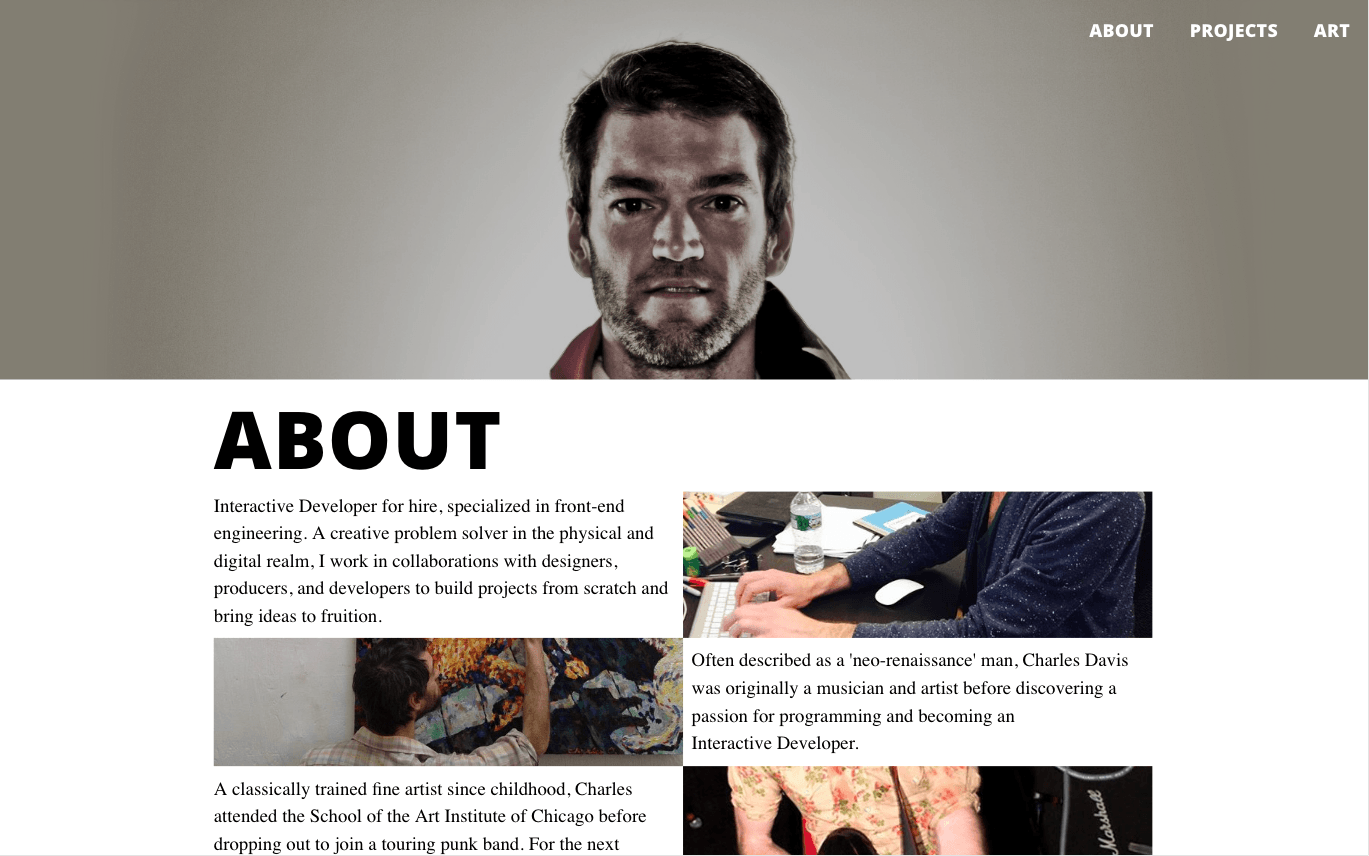 ABOUT PROJECTS ART
ABOUT
Interactive Developer for hire, specialized in front-end
engineering. A creative problem solver in the physical and
digital realm, I work in collaborations with designers,
producers, and developers to build projects from scratch and
bring ideas to fruition.
Often described as a 'neo-renaissance' man, Charles Davis
was originally a musician and artist before discovering a
passion for programming and becoming an
Interactive Developer.
A classically trained fine artist since childhood, Charles
attended the School of the Art Institute of Chicago before
dropping out to join a touring punk band. For the next
Marshall